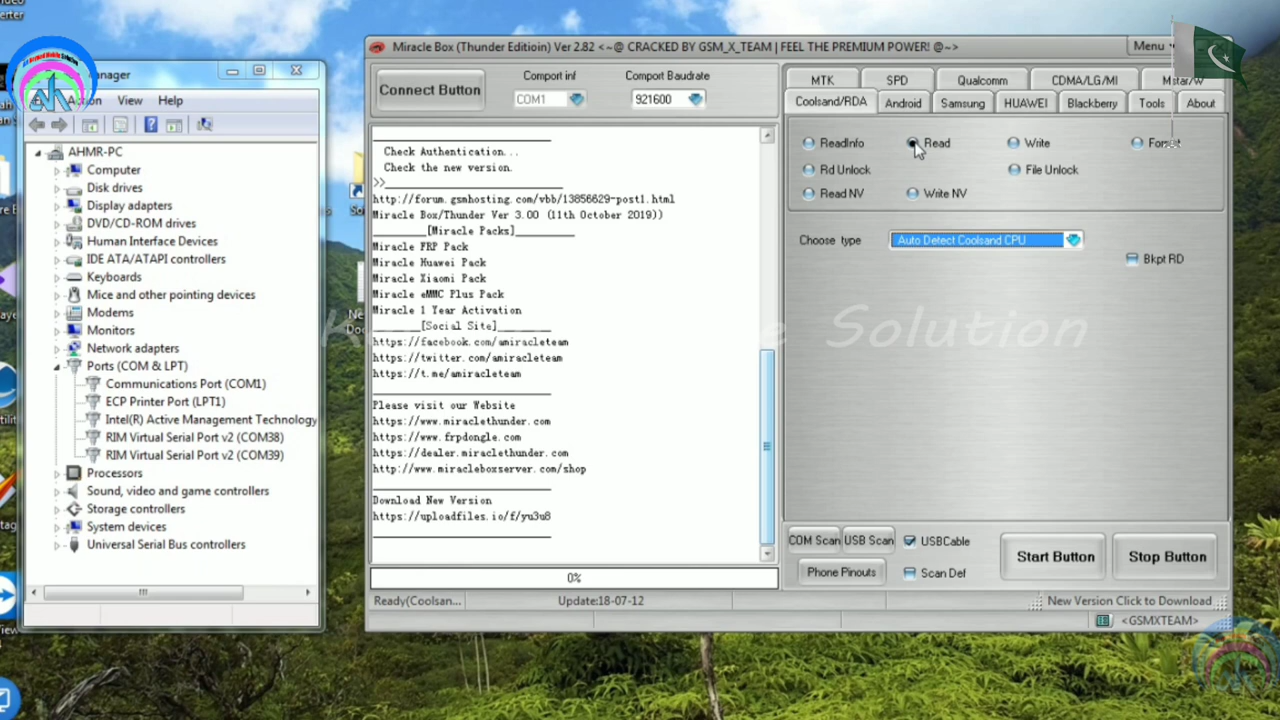 Miracle Box (Thunder Editioin) Ver 2.82 <~@ CRACKED BY GSM_X_TEAM | FEEL THE PREMIUM POWER! @~>
Menu
View Help
AHMR-PC
Computer
Disk drives
Display adapters
DVD/CD-ROM drives
Human Interface Devices
IDE ATA/ATAPI controllers
Keyboards
Mice and other pointing devices
Modems
Monitors
Network adapters
Ports (COM & LPT)
Communications Port (COM1)
ECP Printer Port (LPT1)
Intel(R) Active Management Technology
RIM Virtual Serial Port v2 (COM38)
RIM Virtual Serial Port v2 (COM39)
Processors
Sound, video and game controllers
Storage controllers
System devices
Universal Serial Bus controllers
Connect Button
Comport inf
COM1
Comport Baudrate
921600
Check Authentication...
Check the new version.
>>
http://forum.gsmhosting.com/vbb/13856629-post1.html
Miracle Box/Thunder Ver 3.00 (11th October 2019))
[Miracle Packs]
Miracle FRP Pack
Miracle Huawei Pack
Miracle Xiaomi Pack
Miracle eMMC Plus Pack
Miracle 1 Year Activation
[Social Site]
https://facebook.com/amiracleteam
https://twitter.com/amiracleteam
https://t.me/amiracleteam
Please visit our Website
https://www.miraclethunder.com
https://www.frpdongle.com
https://dealer.miraclethunder.com
http://www.miracleboxserver.com/shop
Download New Version
https://uploadfiles.io/f/yu3u8
0%
Ready(Coolsan...
Update:18-07-12
MTK SPD Qualcomm CDMA/LG/MI
Coolsand/RDA Android Samsung HUAWEI Blackberry Tools About
ReadInfo Read Write
Rd Unlock File Unlock
Read NV Write NV
Choose type Auto Detect Coolsand CPU
Bkpt RD
Solution
COM Scan USB Scan USBCable
Phone Pinouts Scan Def
Start Button Stop Button
New Version Click to Download
<GSMXTEAM>